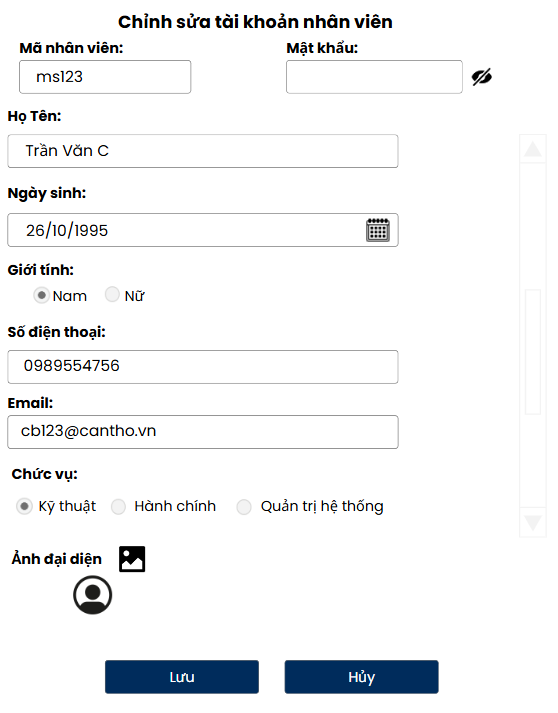 Chỉnh sửa tài khoản nhân viên
Mã nhân viên: Mật khẩu:
ms123
Họ Tên:
Trần Văn C
Ngày sinh:
26/10/1995
Giới tính:
Nam Nữ
Số điện thoại:
0989554756
Email:
cb123@cantho.vn
Chức vụ:
Kỹ thuật Hành chính Quản trị hệ thống
Ảnh đại diện
Lưu Hủy